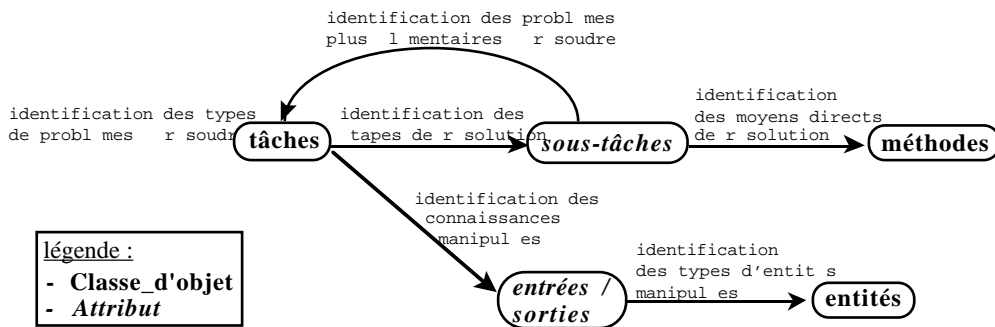 identification des probl mes
plus l mentaires r soudre
identification des types
de probl mes r soudr
tâches
identification des
tapes de r solution
sous-tâches
identification
des moyens directs
de r solution
méthodes
identification des
connaissances
manipul es
légende :
- Classe_d'objet
- Attribut
entrées /
sorties
identification
des types d'entit s
manipul es
entités